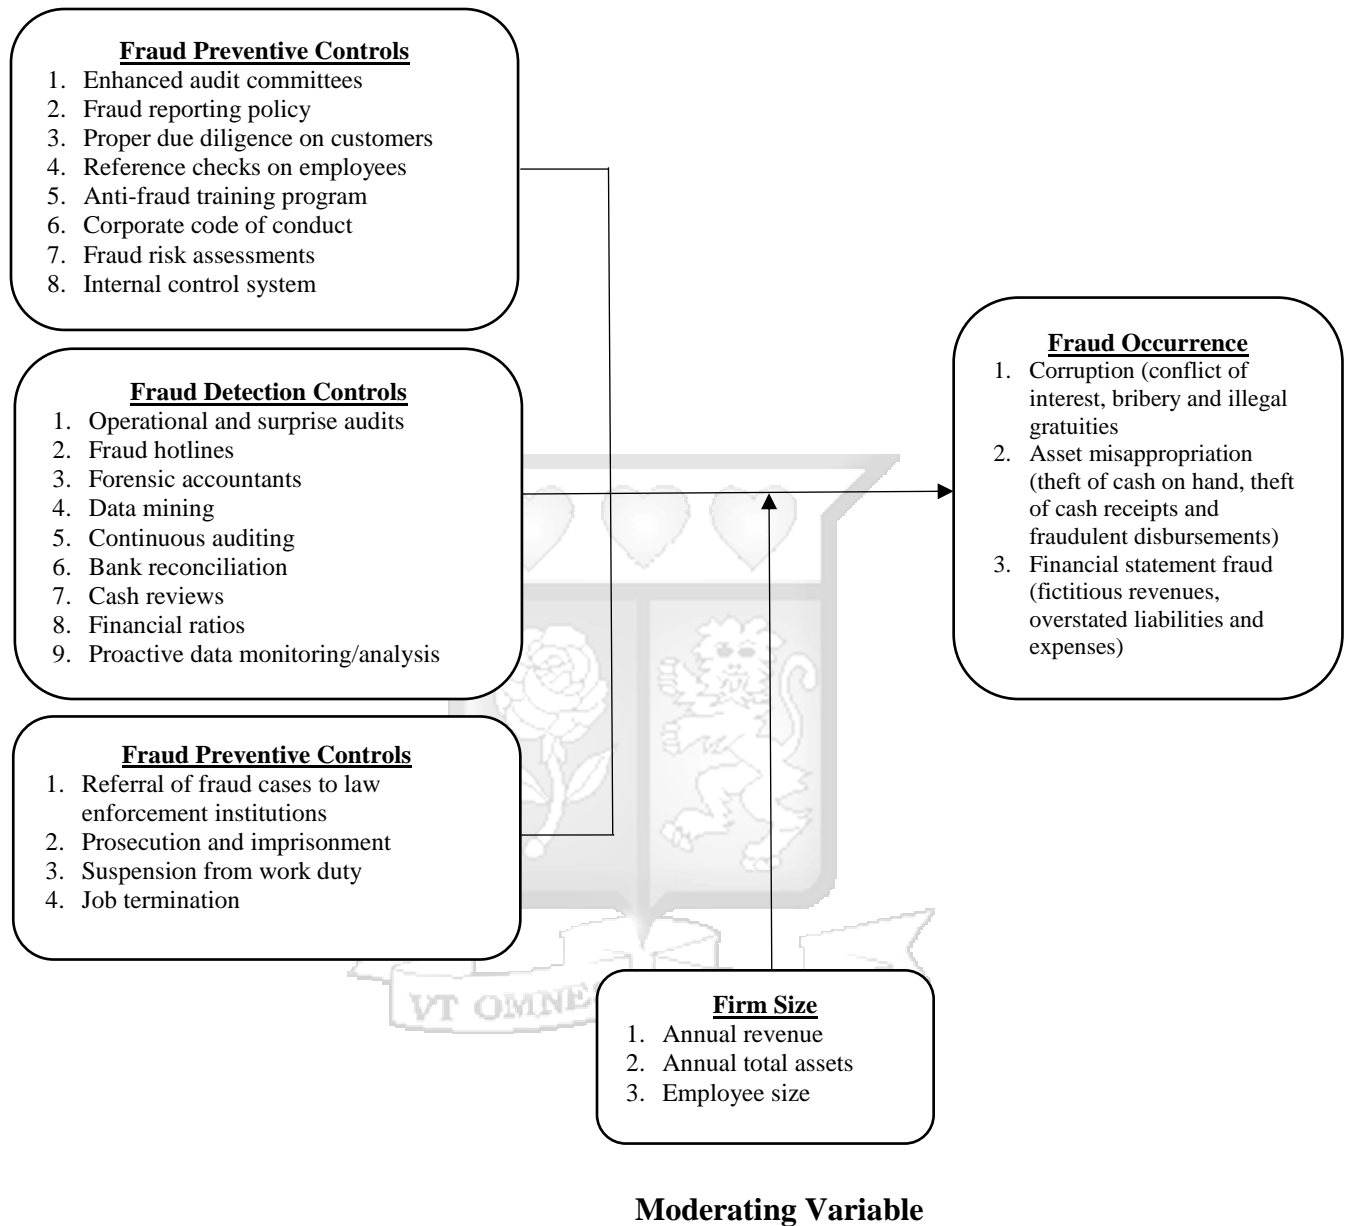 Fraud Preventive Controls
1. Enhanced audit committees
2. Fraud reporting policy
3. Proper due diligence on customers
4. Reference checks on employees
5. Anti-fraud training program
6. Corporate code of conduct
7. Fraud risk assessments
8. Internal control system
Fraud Detection Controls
1. Operational and surprise audits
2. Fraud hotlines
3. Forensic accountants
4. Data mining
5. Continuous auditing
6. Bank reconciliation
7. Cash reviews
8. Financial ratios
9. Proactive data monitoring/analysis
Fraud Preventive Controls
1. Referral of fraud cases to law
enforcement institutions
2. Prosecution and imprisonment
3. Suspension from work duty
4. Job termination
Fraud Occurrence
1. Corruption (conflict of
interest, bribery and illegal
gratuities
2. Asset misappropriation
(theft of cash on hand, theft
of cash receipts and
fraudulent disbursements)
3. Financial statement fraud
(fictitious revenues,
overstated liabilities and
expenses)
VT OMNES
Firm Size
1. Annual revenue
2. Annual total assets
3. Employee size
Moderating Variable